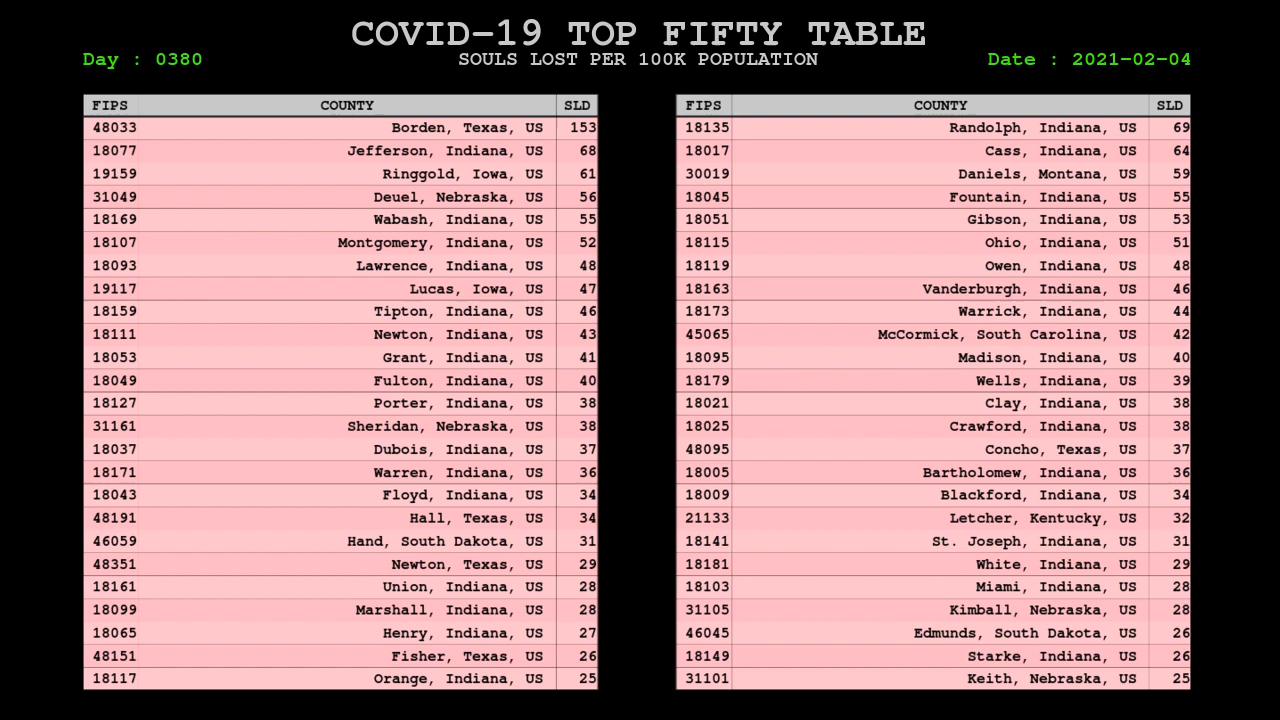 COVID-19 TOP FIFTY TABLE
Day : 0380 SOULS LOST PER 100K POPULATION Date : 2021-02-04
FIPS COUNTY SLD
48033 Borden, Texas, US 153
18077 Jefferson, Indiana, US 68
19159 Ringgold, Iowa, US 61
31049 Deuel, Nebraska, US 56
18169 Wabash, Indiana, US 55
18107 Montgomery, Indiana, US 52
18093 Lawrence, Indiana, US 48
19117 Lucas, Iowa, US 47
18159 Tipton, Indiana, US 46
18111 Newton, Indiana, US 43
18053 Grant, Indiana, US 41
18049 Fulton, Indiana, US 40
18127 Porter, Indiana, US 38
31161 Sheridan, Nebraska, US 38
18037 Dubois, Indiana, US 37
18171 Warren, Indiana, US 36
18043 Floyd, Indiana, US 34
48191 Hall, Texas, US 34
46059 Hand, South Dakota, US 31
48351 Newton, Texas, US 29
18161 Union, Indiana, US 28
18099 Marshall, Indiana, US 28
18065 Henry, Indiana, US 27
48151 Fisher, Texas, US 26
18117 Orange, Indiana, US 25
FIPS COUNTY SLD
18135 Randolph, Indiana, US 69
18017 Cass, Indiana, US 64
30019 Daniels, Montana, US 59
18045 Fountain, Indiana, US 55
18051 Gibson, Indiana, US 53
18115 Ohio, Indiana, US 51
18119 Owen, Indiana, US 48
18163 Vanderburgh, Indiana, US 46
18173 Warrick, Indiana, US 44
45065 McCormick, South Carolina, US 42
18095 Madison, Indiana, US 40
18179 Wells, Indiana, US 39
18021 Clay, Indiana, US 38
18025 Crawford, Indiana, US 38
48095 Concho, Texas, US 37
18005 Bartholomew, Indiana, US 36
18009 Blackford, Indiana, US 34
21133 Letcher, Kentucky, US 32
18141 St. Joseph, Indiana, US 31
18181 White, Indiana, US 29
18103 Miami, Indiana, US 28
31105 Kimball, Nebraska, US 28
46045 Edmunds, South Dakota, US 26
18149 Starke, Indiana, US 26
31101 Keith, Nebraska, US 25